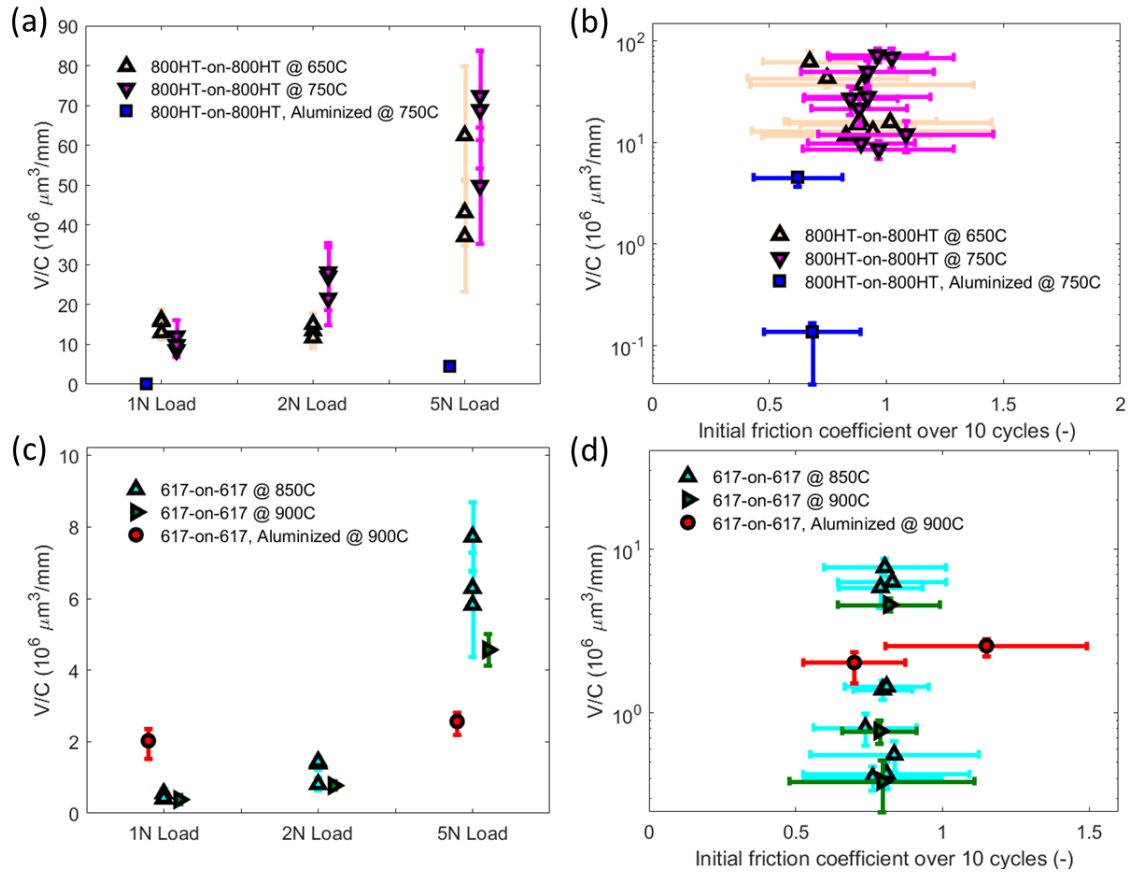 (a)
90
80
70
60
50
40
30
20
10
0
V/C (10⁶ μm³/mm)
800HT-on-800HT @ 650C
800HT-on-800HT @ 750C
800HT-on-800HT, Aluminized @ 750C
1N Load
2N Load
5N Load
(b)
10²
10¹
10⁰
10⁻¹
V/C (10⁶ μm³/mm)
800HT-on-800HT @ 650C
800HT-on-800HT @ 750C
800HT-on-800HT, Aluminized @ 750C
0
0.5
1
1.5
2
Initial friction coefficient over 10 cycles (-)
(c)
10
8
6
4
2
0
V/C (10⁶ μm³/mm)
617-on-617 @ 850C
617-on-617 @ 900C
617-on-617, Aluminized @ 900C
1N Load
2N Load
5N Load
(d)
10¹
10⁰
V/C (10⁶ μm³/mm)
617-on-617 @ 850C
617-on-617 @ 900C
617-on-617, Aluminized @ 900C
0
0.5
1
1.5
Initial friction coefficient over 10 cycles (-)